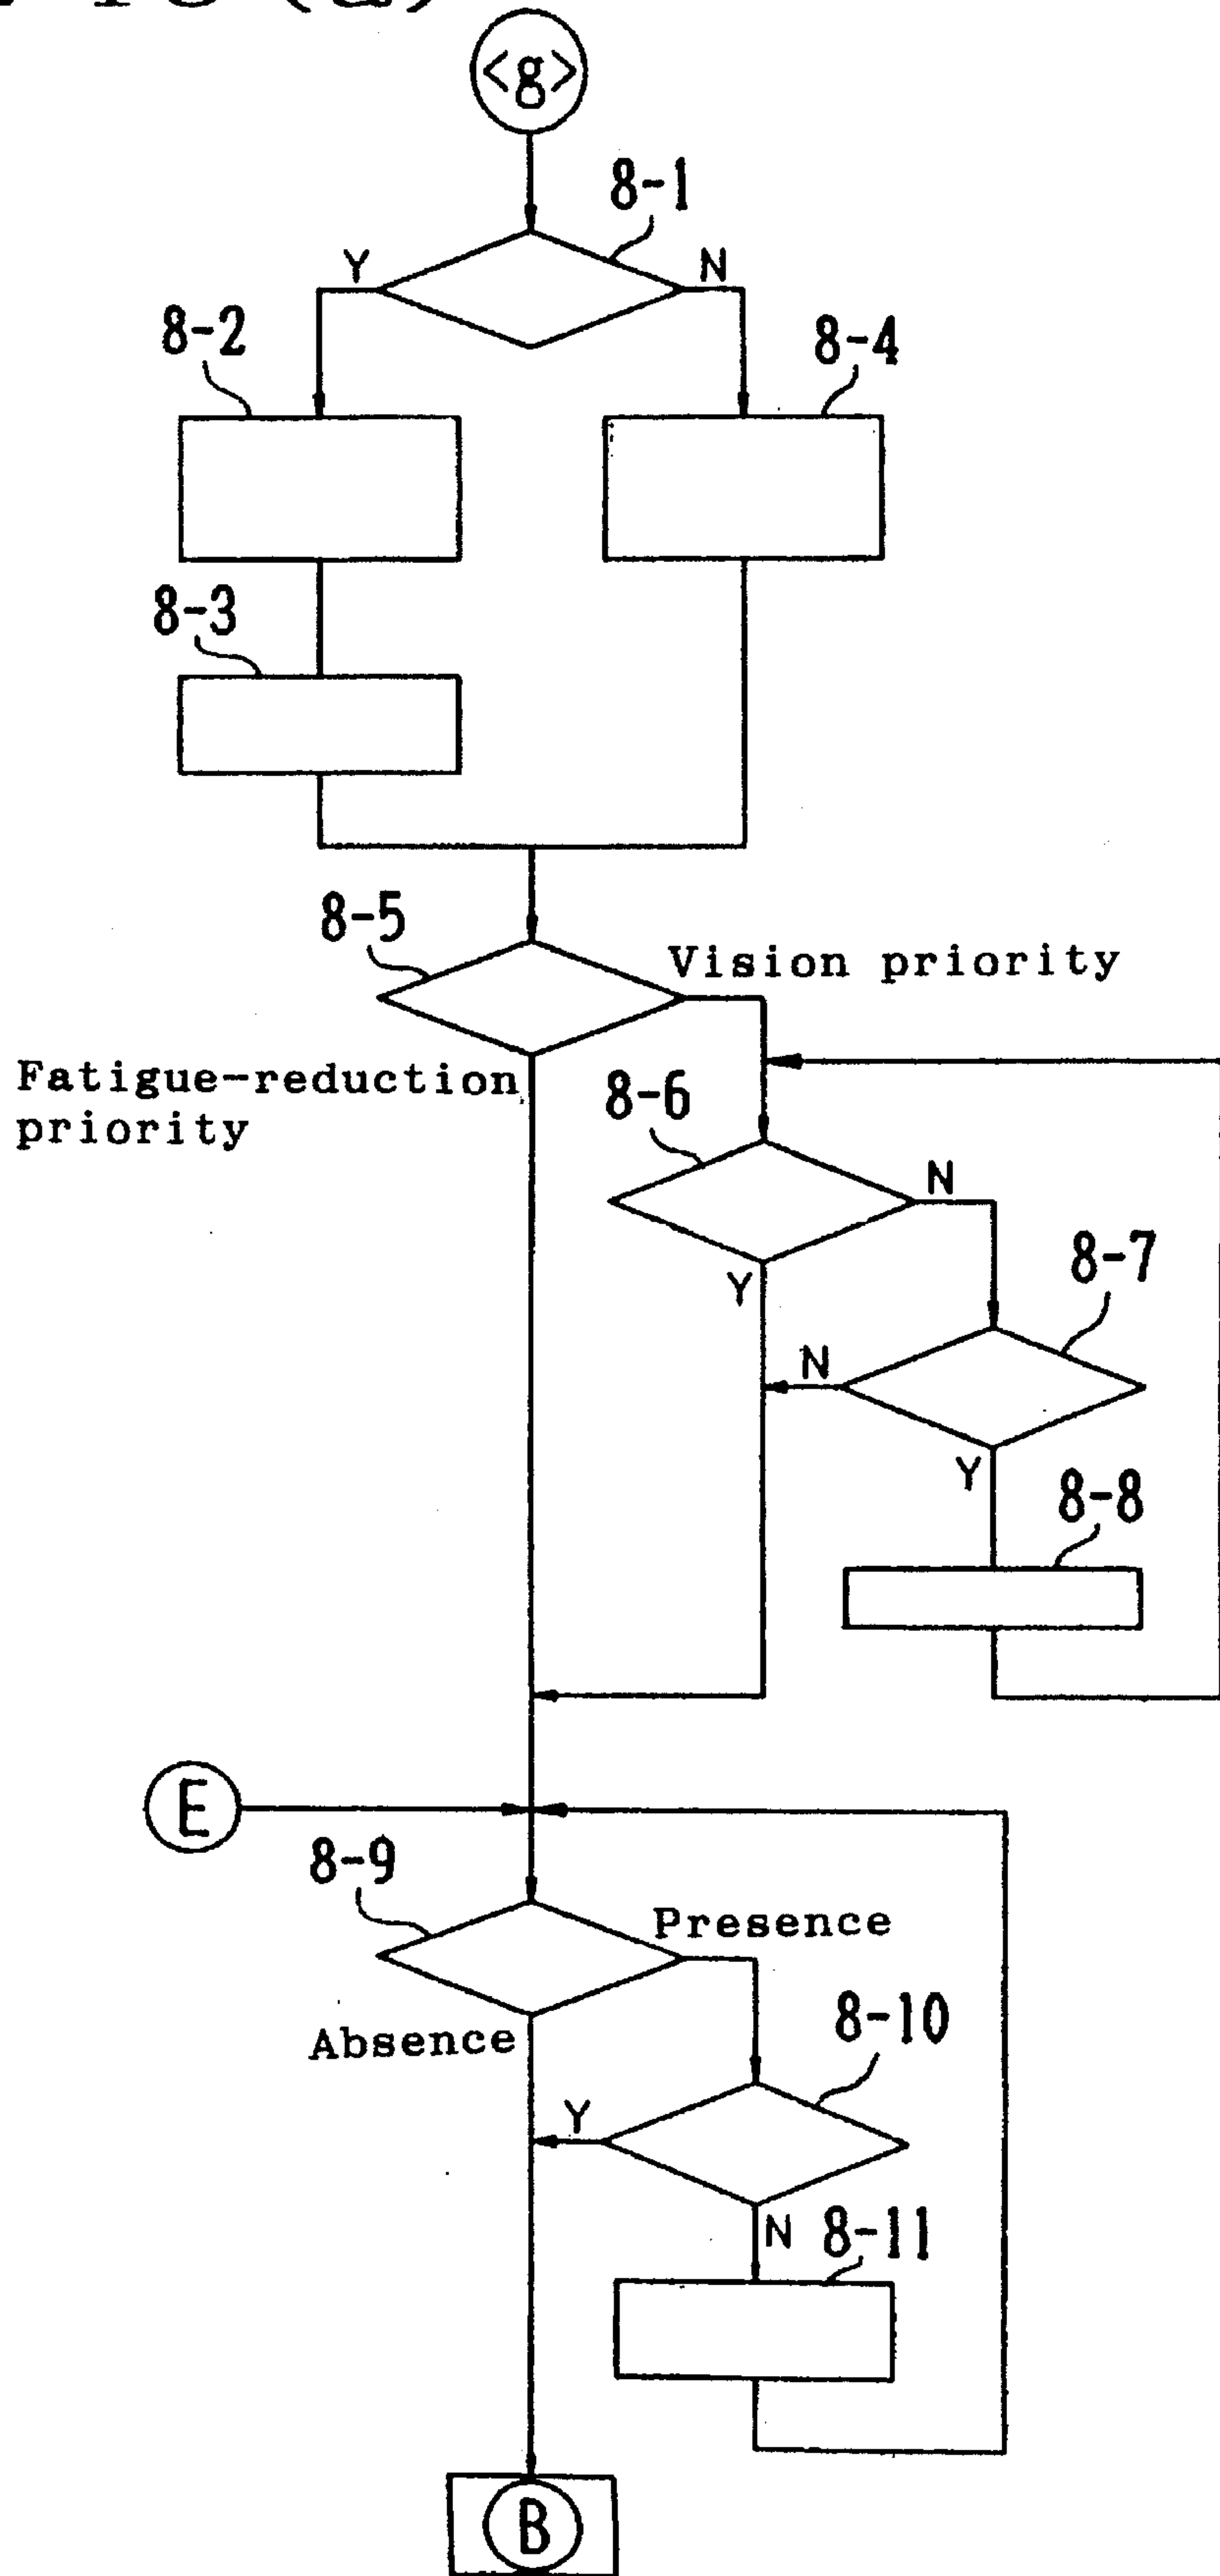 <g>
8-1
Y
N
8-2
8-4
8-3
8-5
Vision priority
Fatigue-reduction
priority
8-6
N
8-7
Y
N
Y
8-8
E
8-9
Presence
8-10
Absence
Y
N
8-11
B